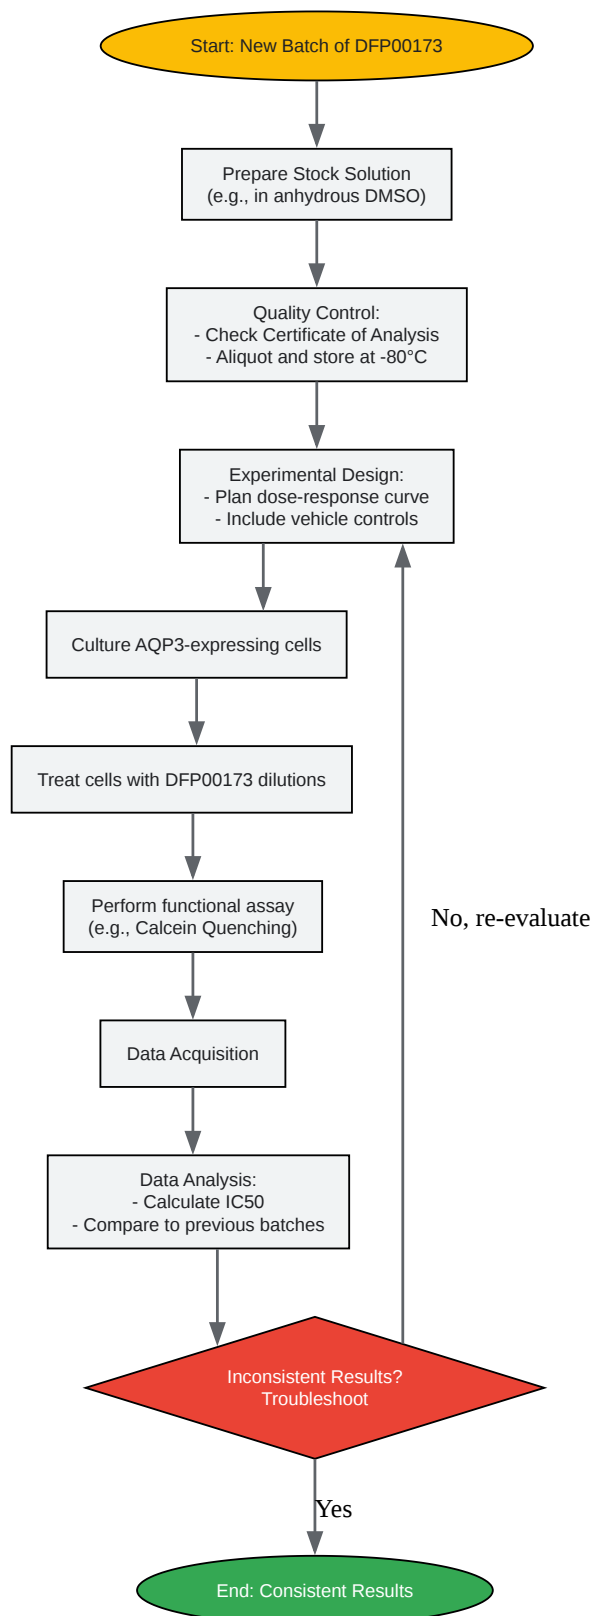 Start: New Batch of DFP00173
Prepare Stock Solution
(e.g., in anhydrous DMSO)
Quality Control:
- Check Certificate of Analysis
- Aliquot and store at -80°C
Experimental Design:
- Plan dose-response curve
- Include vehicle controls
Culture AQP3-expressing cells
Treat cells with DFP00173 dilutions
Perform functional assay
(e.g., Calcein Quenching)
No, re-evaluate
Data Acquisition
Data Analysis:
- Calculate IC50
- Compare to previous batches
Inconsistent Results?
Troubleshoot
Yes
End: Consistent Results